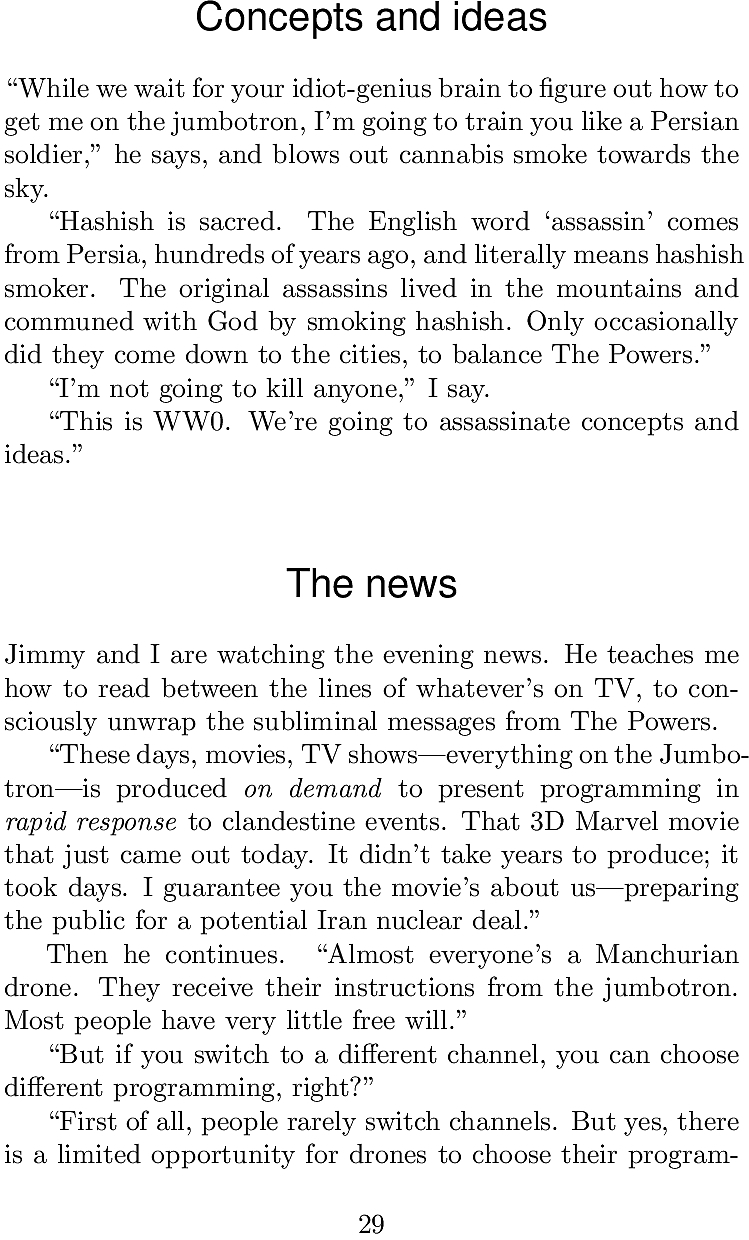 Concepts and ideas
“While we wait for your idiot-genius brain to figure out how to
get me on the jumbotron, I’m going to train you like a Persian
soldier,” he says, and blows out cannabis smoke towards the
sky.
“Hashish is sacred. The English word ‘assassin’ comes
from Persia, hundreds of years ago, and literally means hashish
smoker. The original assassins lived in the mountains and
communed with God by smoking hashish. Only occasionally
did they come down to the cities, to balance The Powers.”
“I’m not going to kill anyone,” I say.
“This is WW0. We’re going to assassinate concepts and
ideas.”
The news
Jimmy and I are watching the evening news. He teaches me
how to read between the lines of whatever’s on TV, to con-
sciously unwrap the subliminal messages from The Powers.
“These days, movies, TV shows—everything on the Jumbo-
tron—is produced on demand to present programming in
rapid response to clandestine events. That 3D Marvel movie
that just came out today. It didn’t take years to produce; it
took days. I guarantee you the movie’s about us—preparing
the public for a potential Iran nuclear deal.”
Then he continues. “Almost everyone’s a Manchurian
drone. They receive their instructions from the jumbotron.
Most people have very little free will.”
“But if you switch to a different channel, you can choose
different programming, right?”
“First of all, people rarely switch channels. But yes, there
is a limited opportunity for drones to choose their program-
29